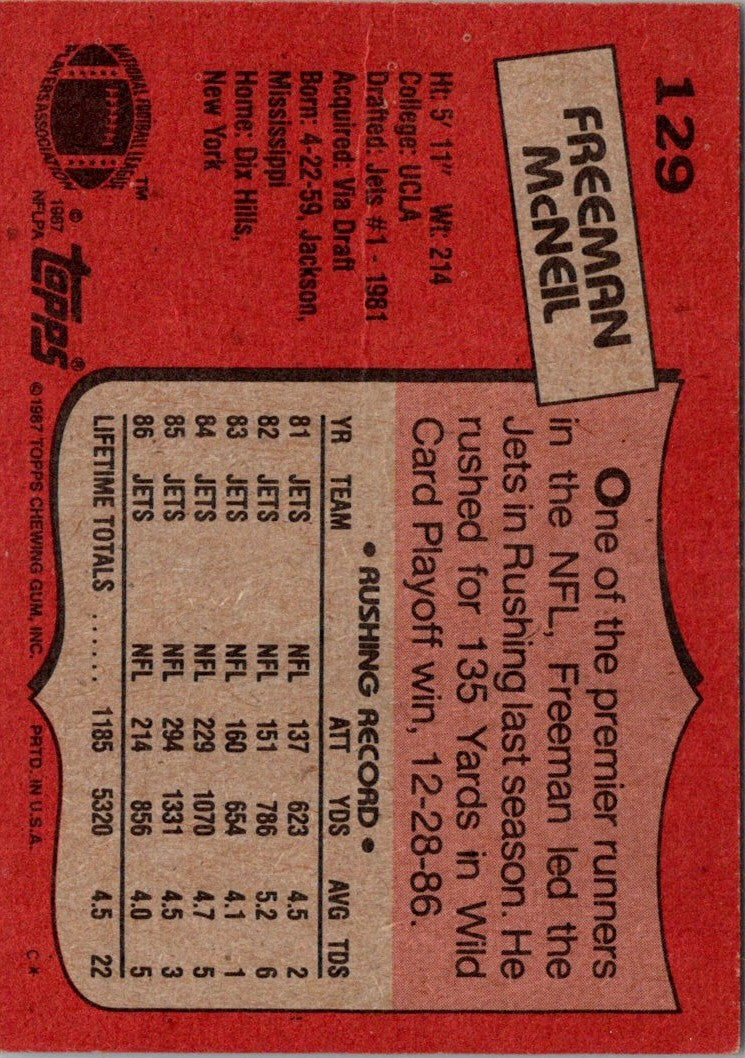 129
FREEMAN
McNEIL
Ht: 5' 11" Wt: 214
College: UCLA
Drafted: Jets #1 - 1981
Acquired: Via Draft
Born: 4-22-59, Jackson,
Mississippi
Home: Dix Hills,
New York
NATIONAL FOOTBALL LEAGUE
PLAYERS ASSOCIATION
TM
© 1987
NFLPA
topps®
One of the premier runners
in the NFL, Freeman led the
Jets in Rushing last season. He
rushed for 135 Yards in Wild
Card Playoff win, 12-28-86.
• RUSHING RECORD •
YR TEAM ATT YDS AVG TDS
81 JETS NFL 137 623 4.5 2
82 JETS NFL 151 786 5.2 6
83 JETS NFL 160 654 4.1 1
84 JETS NFL 229 1070 4.7 5
85 JETS NFL 294 1331 4.5 3
86 JETS NFL 214 856 4.0 5
LIFETIME TOTALS ...... 1185 5320 4.5 22
© 1987 TOPPS CHEWING GUM, INC. PRTD. IN U.S.A. C*